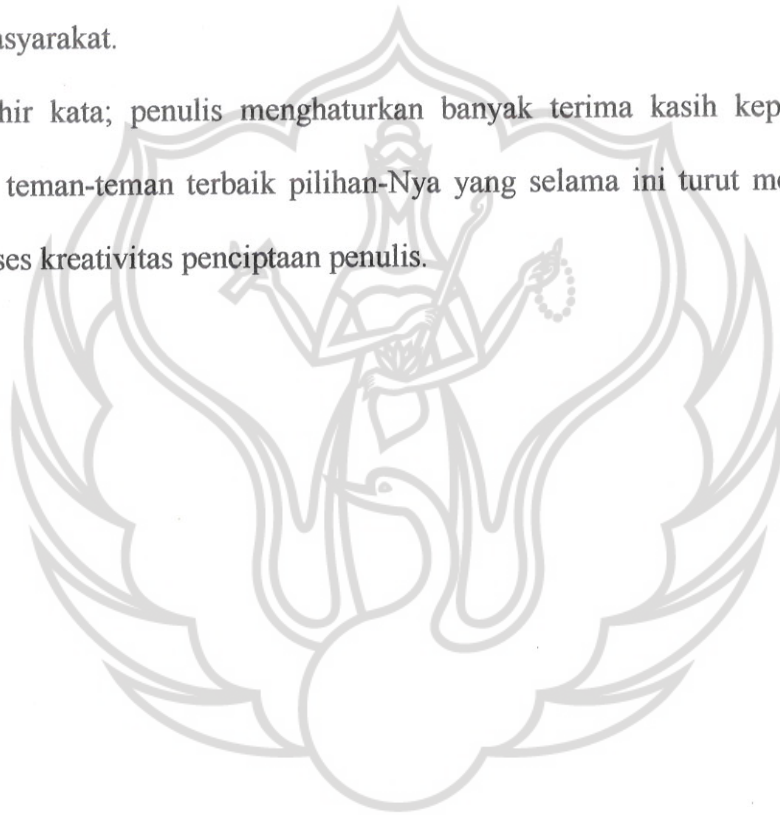 asyarakat.
hir kata; penulis menghaturkan banyak terima kasih kep
teman-teman terbaik pilihan-Nya yang selama ini turut me
ses kreativitas penciptaan penulis.